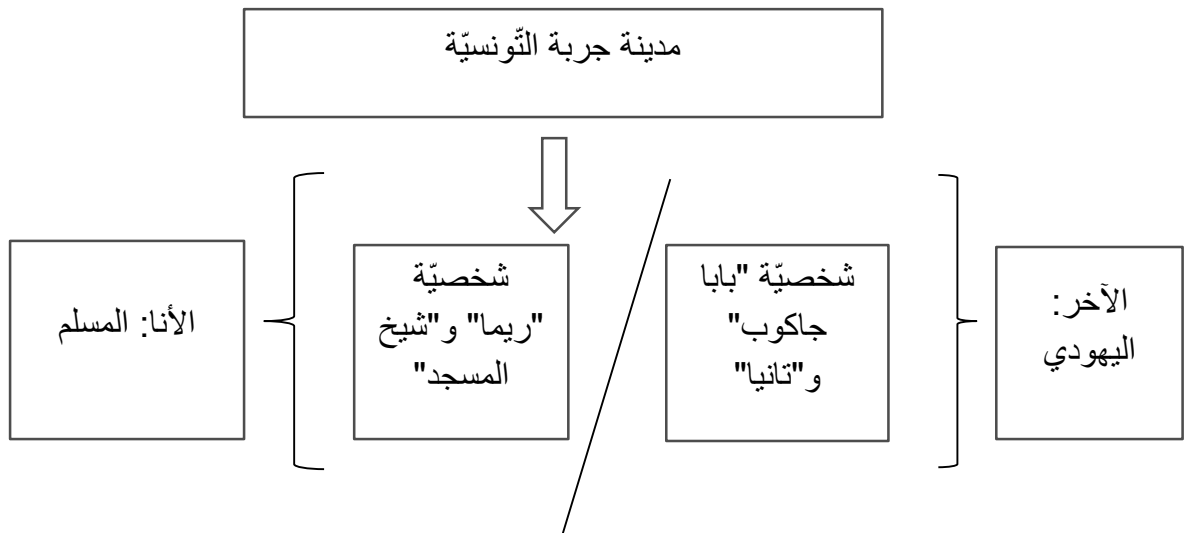 مدينة جربة التّونسيّة
الأنا: المسلم
شخصيّة
"ريما" و"شيخ
المسجد"
شخصيّة "بابا
جاكوب"
و"تانيا"
الآخر:
اليهودي